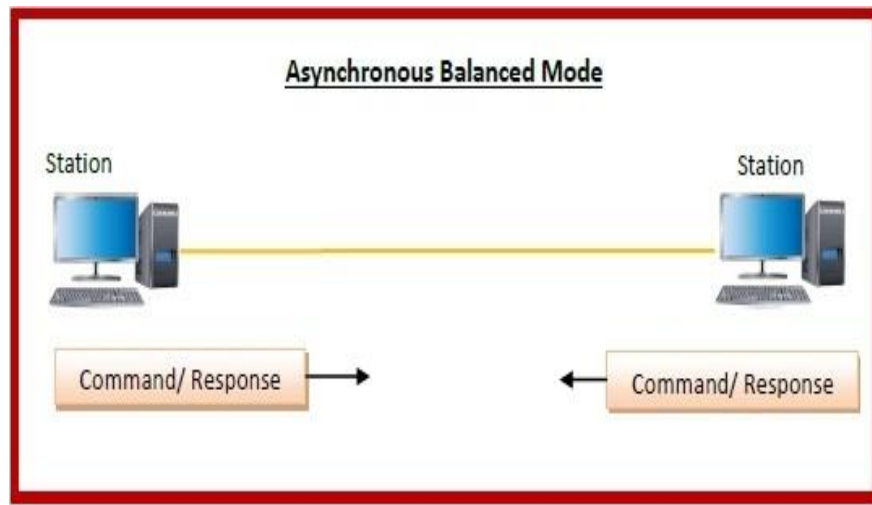 Asynchronous Balanced Mode
Station
Station
Command/ Response
Command/ Response